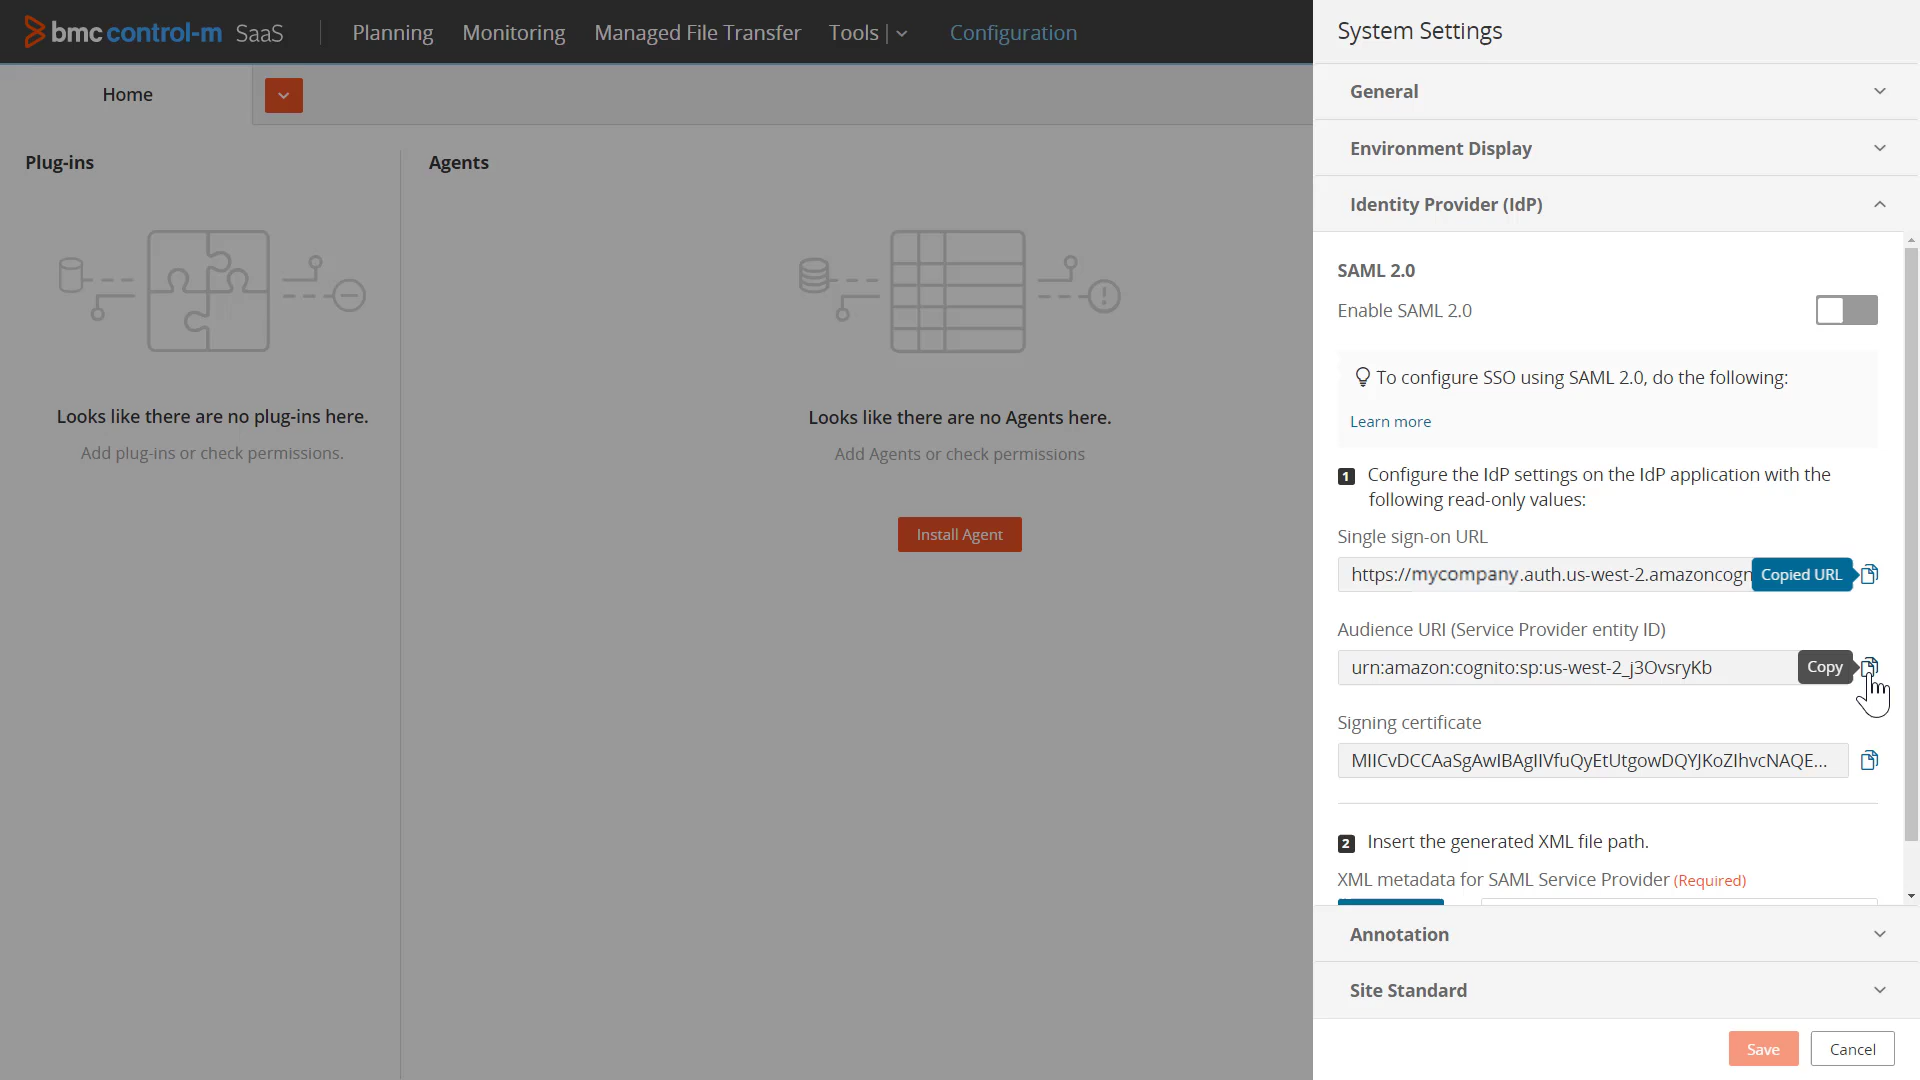 bmc control-m SaaS
Planning
Monitoring
Managed File Transfer
Tools
Configuration
Home
Plug-ins
Looks like there are no plug-ins here.
Add plug-ins or check permissions.
Agents
Looks like there are no Agents here.
Add Agents or check permissions
Install Agent
System Settings
General
Environment Display
Identity Provider (IdP)
SAML 2.0
Enable SAML 2.0
To configure SSO using SAML 2.0, do the following:
Learn more
1 Configure the IdP settings on the IdP application with the
following read-only values:
Single sign-on URL
https://mycompany.auth.us-west-2.amazoncogn
Copied URL
Audience URI (Service Provider entity ID)
urn:amazon:cognito:sp:us-west-2_j3OvsryKb
Copy
Signing certificate
MIICvDCCAaSgAwIBAgIIVfuQyEtUtgowDQYJKoZIhvcNAQE...
2 Insert the generated XML file path.
XML metadata for SAML Service Provider (Required)
Annotation
Site Standard
Save
Cancel